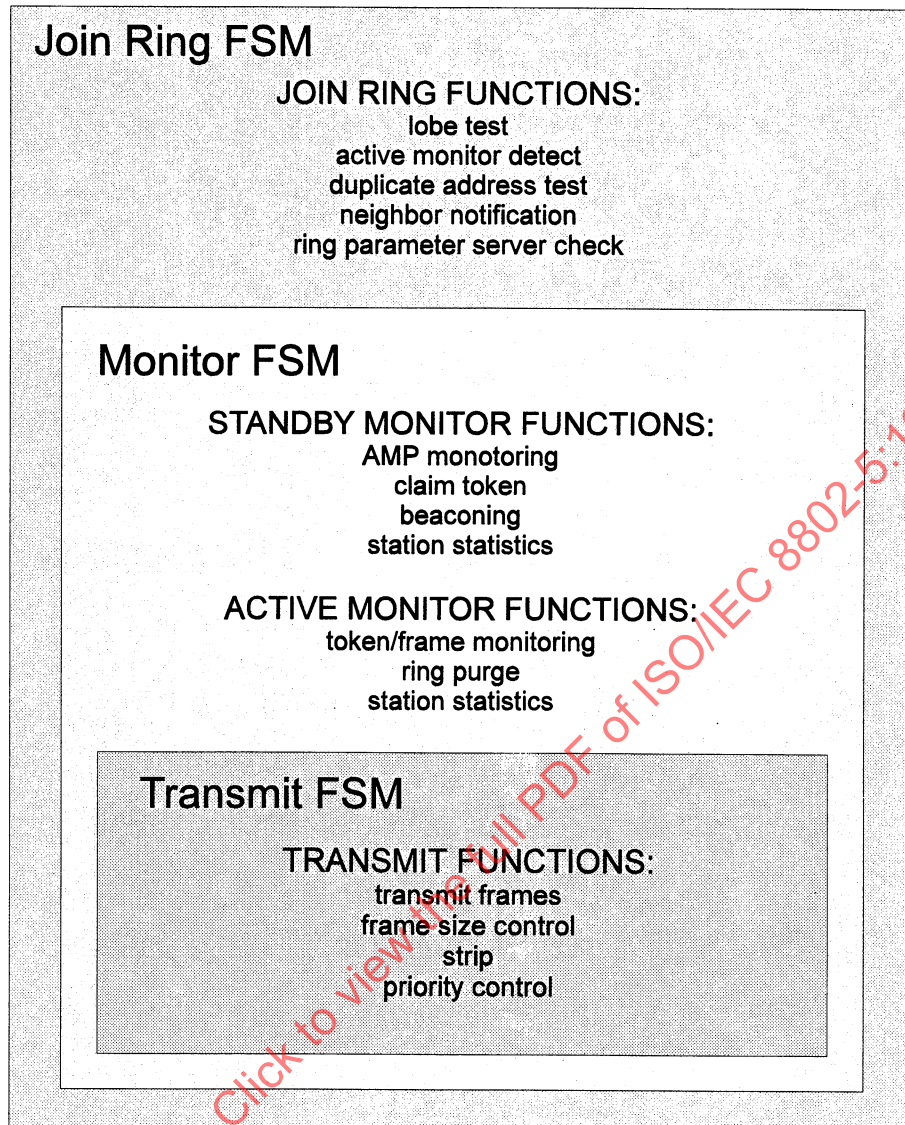 Join Ring FSM
JOIN RING FUNCTIONS:
lobe test
active monitor detect
duplicate address test
neighbor notification
ring parameter server check
Monitor FSM
STANDBY MONITOR FUNCTIONS:
AMP monotoring
claim token
beaconing
station statistics
ACTIVE MONITOR FUNCTIONS:
token/frame monitoring
ring purge
station statistics
Transmit FSM
TRANSMIT FUNCTIONS:
transmit frames
frame size control
strip
priority control
Click to view the full PDF of ISO/IEC 8802-5:19